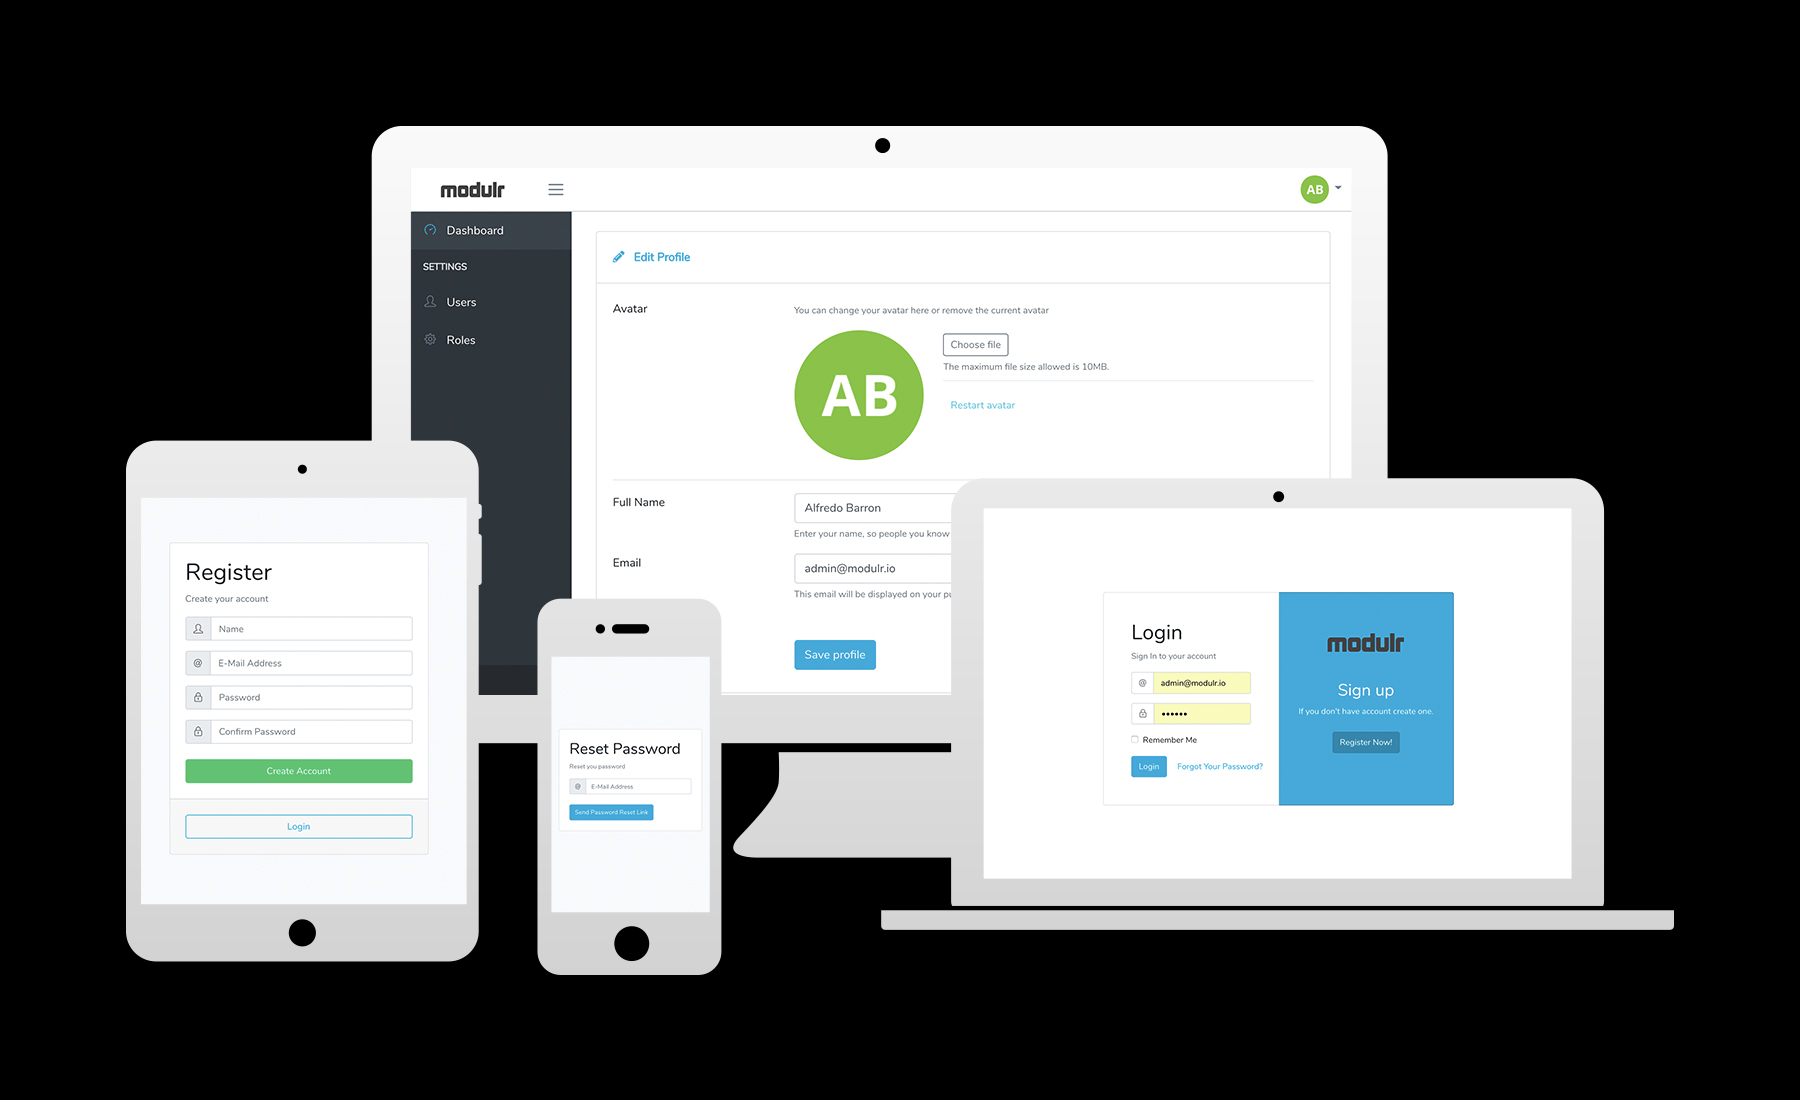 modulr
AB
Dashboard
SETTINGS
Users
Roles
Edit Profile
Avatar
You can change your avatar here or remove the current avatar
AB
Choose file
The maximum file size allowed is 10MB.
Restart avatar
Full Name
Alfredo Barron
Enter your name, so people you know
Email
admin@modulr.io
This email will be displayed on your
Save profile
Register
Create your account
Name
@ E-Mail Address
Password
Confirm Password
Create Account
Login
Reset Password
Reset you password
@ E-Mail Address
Send Password Reset Link
Login
Sign In to your account
@ admin@modulr.io
••••••
Remember Me
Login Forgot Your Password?
modulr
Sign up
If you don't have account create one.
Register Now!